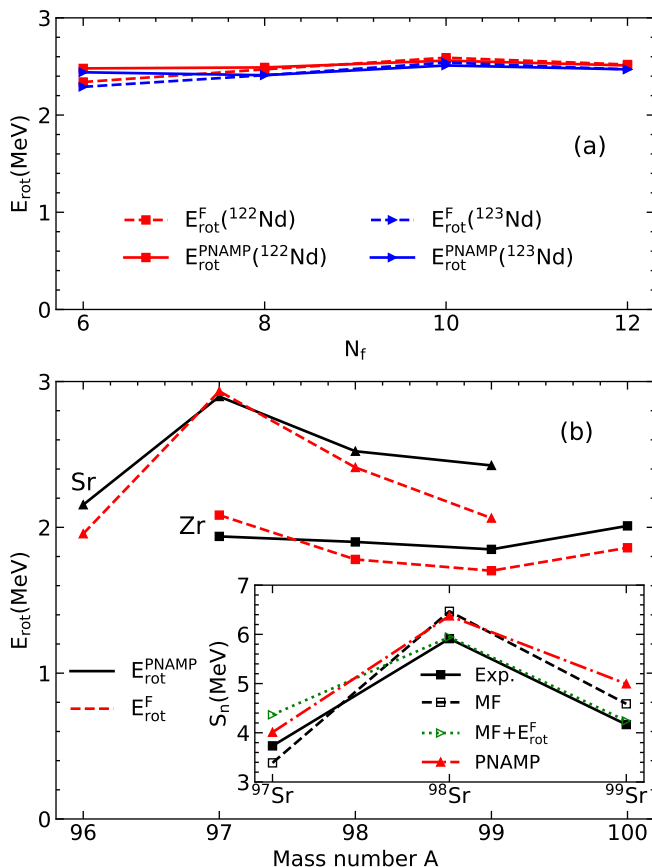 3
2
1
0
E_rot(MeV)
(a)
E^F_rot(^122Nd) E^F_rot(^123Nd)
E^PNAMP_rot(^122Nd) E^PNAMP_rot(^123Nd)
6 8 10 12
N_f
3
2
1
0
E_rot(MeV)
(b)
Sr
Zr
E^PNAMP_rot
E^F_rot
7
6
5
4
3
S_n(MeV)
Exp.
MF
MF+E^F_rot
PNAMP
^97Sr ^98Sr ^99Sr
96 97 98 99 100
Mass number A